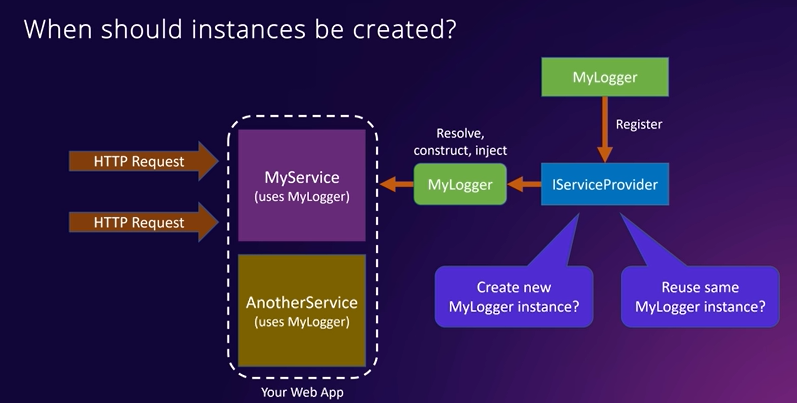 When should instances be created?
MyLogger
Register
Resolve,
construct, inject
HTTP Request
MyService
(uses MyLogger)
MyLogger
IServiceProvider
HTTP Request
Create new
MyLogger instance?
Reuse same
MyLogger instance?
AnotherService
(uses MyLogger)
Your Web App